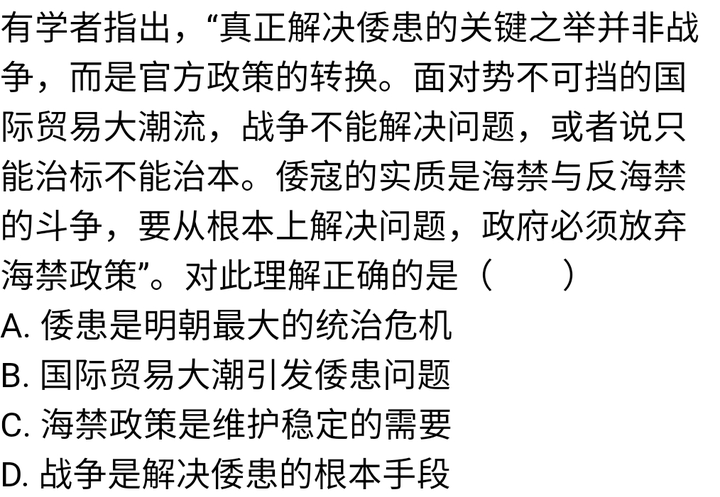 有学者指出，“真正解决倭患的关键之举并非战
争，而是官方政策的转换。面对势不可挡的国
际贸易大潮流，战争不能解决问题，或者说只
能治标不能治本。倭寇的实质是海禁与反海禁
的斗争，要从根本上解决问题，政府必须放弃
海禁政策”。对此理解正确的是（　　）
A. 倭患是明朝最大的统治危机
B. 国际贸易大潮引发倭患问题
C. 海禁政策是维护稳定的需要
D. 战争是解决倭患的根本手段